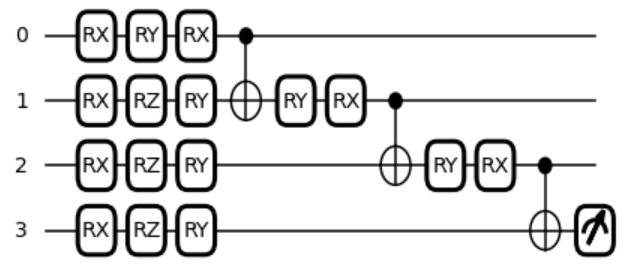 0 RX RY RX
1 RX RZ RY RY RX
2 RX RZ RY RY RX
3 RX RZ RY